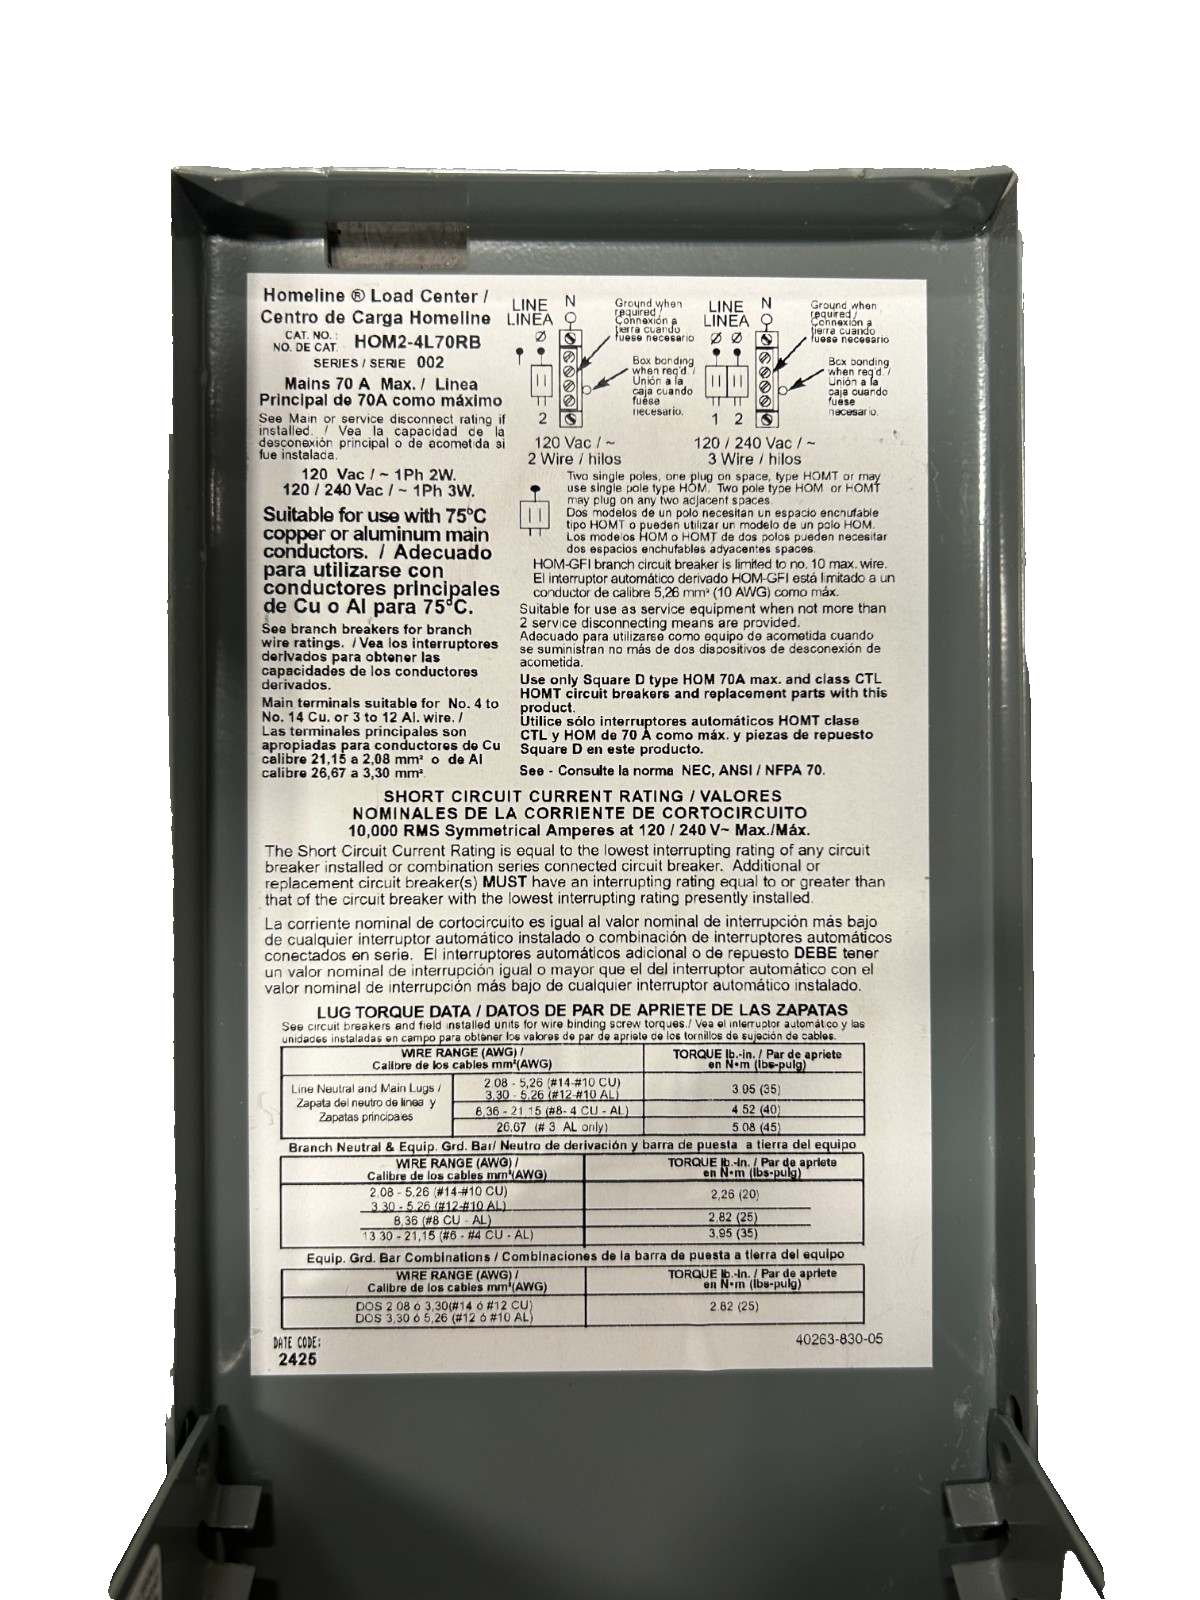 Homeline ® Load Center /
Centro de Carga Homeline
CAT. NO.:
NO. DE CAT. HOM2-4L70RB
SERIES / SERIE 002
Mains 70 A Max. / Linea
Principal de 70A como máximo
See Main or service disconnect rating if
installed. / Vea la capacidad de la
desconexión principal o de acometida si
fue instalada.
120 Vac / ~ 1Ph 2W.
120 / 240 Vac / ~ 1Ph 3W.
Suitable for use with 75°C
copper or aluminum main
conductors. / Adecuado
para utilizarse con
conductores principales
de Cu o Al para 75°C.
See branch breakers for branch
wire ratings. / Vea los interruptores
derivados para obtener las
capacidades de los conductores
derivados.
Main terminals suitable for No. 4 to
No. 14 Cu. or 3 to 12 Al. wire. /
Las terminales principales son
apropiadas para conductores de Cu
calibre 21,15 a 2,08 mm² o de Al
calibre 26,67 a 3,30 mm²
LINE N
LINEA
Ø
2
120 Vac / ~
2 Wire / hilos
Ground when
required /
Connexión a
tierra cuando
fuese necesario
Box bonding
when req'd. /
Unión a la
caja cuando
fuese
necesario.
LINE N
LINEA
Ø Ø
1 2
120 / 240 Vac / ~
3 Wire / hilos
Ground when
required /
Connexión a
tierra cuando
fuese necesario
Box bonding
when req'd. /
Unión a la
caja cuando
fuese
necesario.
Two single poles, one plug on space, type HOMT or may
use single pole type HOM. Two pole type HOM or HOMT
may plug on any two adjacent spaces.
Dos modelos de un polo necesitan un espacio enchufable
tipo HOMT o pueden utilizar un modelo de un polo HOM.
Los modelos HOM o HOMT de dos polos pueden necesitar
dos espacios enchufables adyacentes spaces.
HOM-GFI branch circuit breaker is limited to no. 10 max. wire.
El interruptor automático derivado HOM-GFI está limitado a un
conductor de calibre 5,26 mm² (10 AWG) como máx.
Suitable for use as service equipment when not more than
2 service disconnecting means are provided.
Adecuado para utilizarse como equipo de acometida cuando
se suministran no más de dos dispositivos de desconexión de
acometida.
Use only Square D type HOM 70A max. and class CTL
HOMT circuit breakers and replacement parts with this
product.
Utilice sólo interruptores automáticos HOMT clase
CTL y HOM de 70 A como máx. y piezas de repuesto
Square D en este producto.
See - Consulte la norma NEC, ANSI / NFPA 70.
SHORT CIRCUIT CURRENT RATING / VALORES
NOMINALES DE LA CORRIENTE DE CORTOCIRCUITO
10,000 RMS Symmetrical Amperes at 120 / 240 V~ Max./Máx.
The Short Circuit Current Rating is equal to the lowest interrupting rating of any circuit
breaker installed or combination series connected circuit breaker. Additional or
replacement circuit breaker(s) MUST have an interrupting rating equal to or greater than
that of the circuit breaker with the lowest interrupting rating presently installed.
La corriente nominal de cortocircuito es igual al valor nominal de interrupción más bajo
de cualquier interruptor automático instalado o combinación de interruptores automáticos
conectados en serie. El interruptores automáticos adicional o de repuesto DEBE tener
un valor nominal de interrupción igual o mayor que el del interruptor automático con el
valor nominal de interrupción más bajo de cualquier interruptor automático instalado.
LUG TORQUE DATA / DATOS DE PAR DE APRIETE DE LAS ZAPATAS
See circuit breakers and field installed units for wire binding screw torques./ Vea el interruptor automático y las
unidades instaladas en campo para obtener los valores de par de apriete de los tornillos de sujeción de cables.
WIRE RANGE (AWG) / TORQUE lb.-in. / Par de apriete
Calibre de los cables mm²(AWG) en N•m (lbs-pulg)
Line Neutral and Main Lugs /
Zapata del neutro de linea y
Zapatas principales
2,08 - 5,26 (#14-#10 CU)
3,30 - 5,26 (#12-#10 AL) 3.95 (35)
8,36 - 21,15 (#8- 4 CU - AL) 4.52 (40)
26,67 (# 3 AL only) 5.08 (45)
Branch Neutral & Equip. Grd. Bar/ Neutro de derivación y barra de puesta a tierra del equipo
WIRE RANGE (AWG) / TORQUE lb.-in. / Par de apriete
Calibre de los cables mm²(AWG) en N•m (lbs-pulg)
2,08 - 5,26 (#14-#10 CU)
3,30 - 5,26 (#12-#10 AL) 2,26 (20)
8,36 (#8 CU - AL) 2.82 (25)
13,30 - 21,15 (#6 - #4 CU - AL) 3,95 (35)
Equip. Grd. Bar Combinations / Combinaciones de la barra de puesta a tierra del equipo
WIRE RANGE (AWG) / TORQUE lb.-in. / Par de apriete
Calibre de los cables mm²(AWG) en N•m (lbs-pulg)
DOS 2,08 ó 3,30(#14 ó #12 CU) 2.82 (25)
DOS 3,30 ó 5,26 (#12 ó #10 AL)
DATE CODE: 40263-830-05
2425